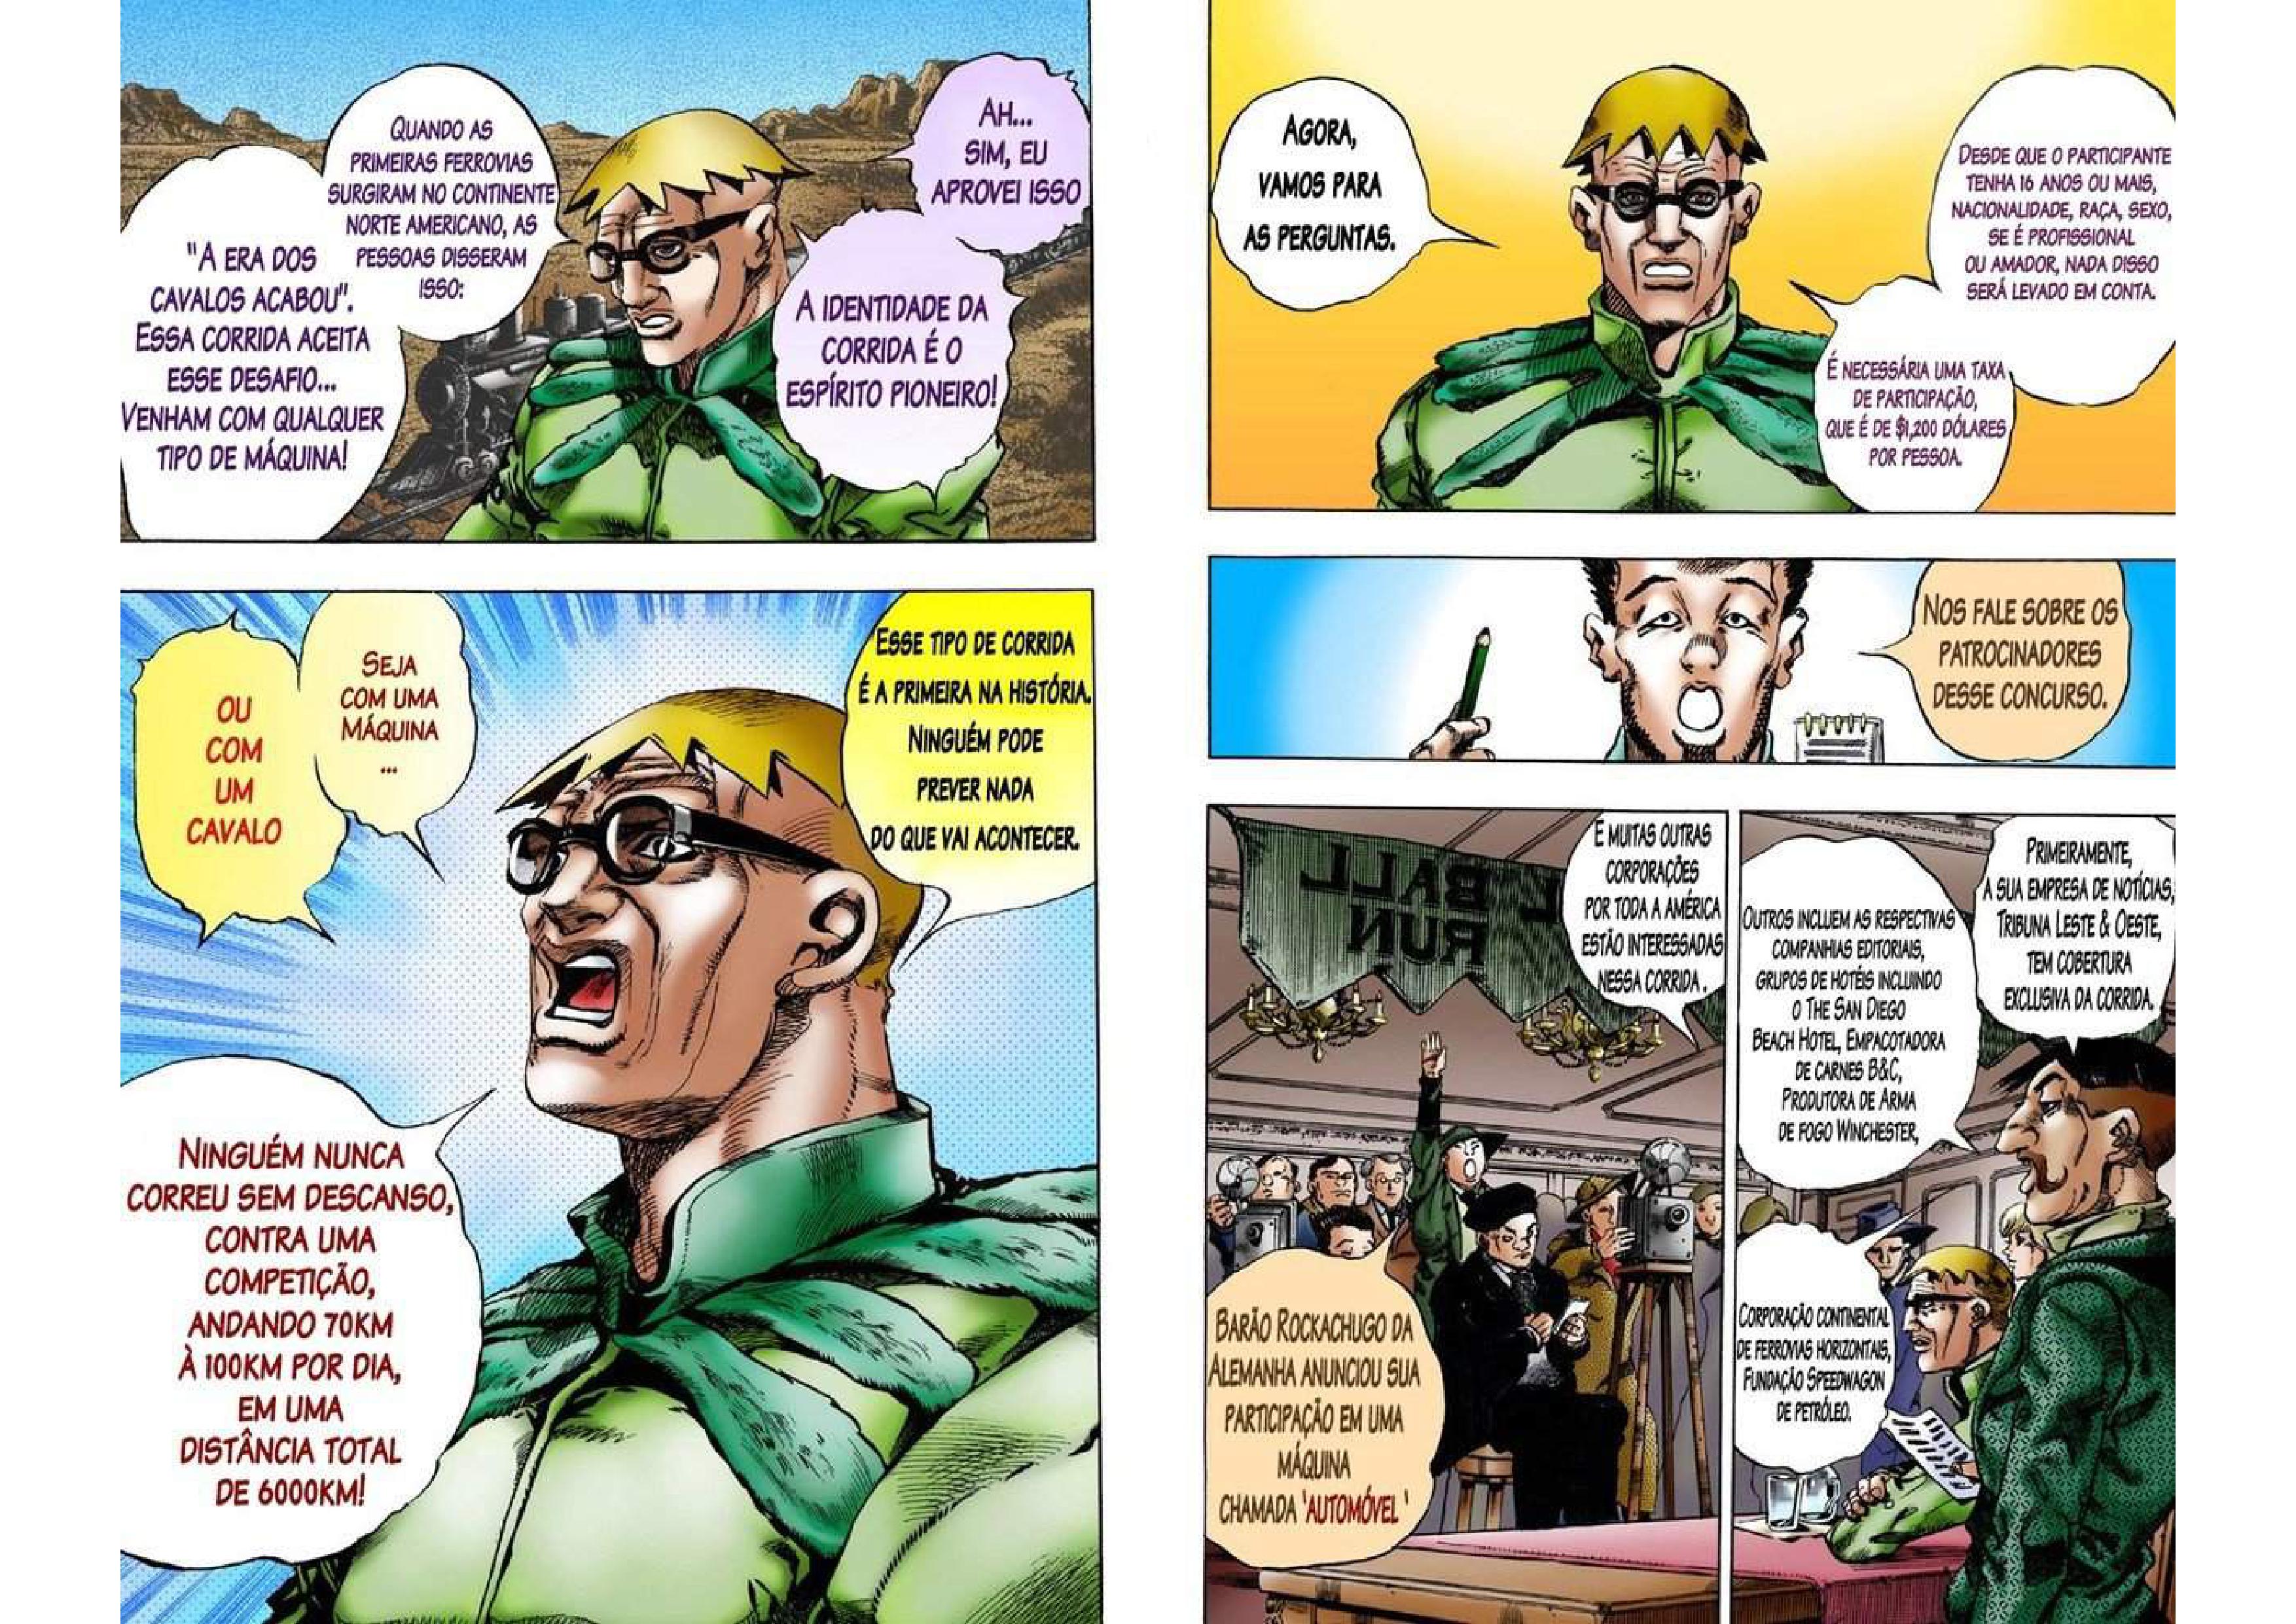 DESDE QUE O PARTICIPANTE
TENHA 16 ANOS OU MAIS,
NACIONALIDADE, RAÇA, SEXO,
SE É PROFISSIONAL
OU AMADOR, NADA DISSO
SERÁ LEVADO EM CONTA.
É NECESSÁRIA UMA TAXA
DE PARTICIPAÇÃO,
QUE É DE $1,200 DÓLARES
POR PESSOA.
AGORA,
VAMOS PARA
AS PERGUNTAS.
NOS FALE SOBRE OS
PATROCINADORES
DESSE CONCURSO.
PRIMEIRAMENTE,
A SUA EMPRESA DE NOTÍCIAS,
TRIBUNA LESTE & OESTE,
TEM COBERTURA
EXCLUSIVA DA CORRIDA.
OUTROS INCLUEM AS RESPECTIVAS
COMPANHIAS EDITORIAIS,
GRUPOS DE HOTÉIS INCLUINDO
O THE SAN DIEGO
BEACH HOTEL, EMPACOTADORA
DE CARNES B&C,
PRODUTORA DE ARMA
DE FOGO WINCHESTER,
CORPORAÇÃO CONTINENTAL
DE FERROVIAS HORIZONTAIS,
FUNDAÇÃO SPEEDWAGON
DE PETRÓLEO.
E MUITAS OUTRAS
CORPORAÇÕES
POR TODA A AMÉRICA
ESTÃO INTERESSADAS
NESSA CORRIDA.
L BALL
RUN
BARÃO ROCKACHUGO DA
ALEMANHA ANUNCIOU SUA
PARTICIPAÇÃO EM UMA
MÁQUINA
CHAMADA 'AUTOMÓVEL'
AH...
SIM, EU
APROVEI ISSO
A IDENTIDADE DA
CORRIDA É O
ESPÍRITO PIONEIRO!
QUANDO AS
PRIMEIRAS FERROVIAS
SURGIRAM NO CONTINENTE
NORTE AMERICANO, AS
PESSOAS DISSERAM
ISSO:
"A ERA DOS
CAVALOS ACABOU".
ESSA CORRIDA ACEITA
ESSE DESAFIO...
VENHAM COM QUALQUER
TIPO DE MÁQUINA!
ESSE TIPO DE CORRIDA
É A PRIMEIRA NA HISTÓRIA.
NINGUÉM PODE
PREVER NADA
DO QUE VAI ACONTECER.
SEJA
COM UMA
MÁQUINA
...
OU
COM
UM
CAVALO
NINGUÉM NUNCA
CORREU SEM DESCANSO,
CONTRA UMA
COMPETIÇÃO,
ANDANDO 70KM
À 100KM POR DIA,
EM UMA
DISTÂNCIA TOTAL
DE 6000KM!